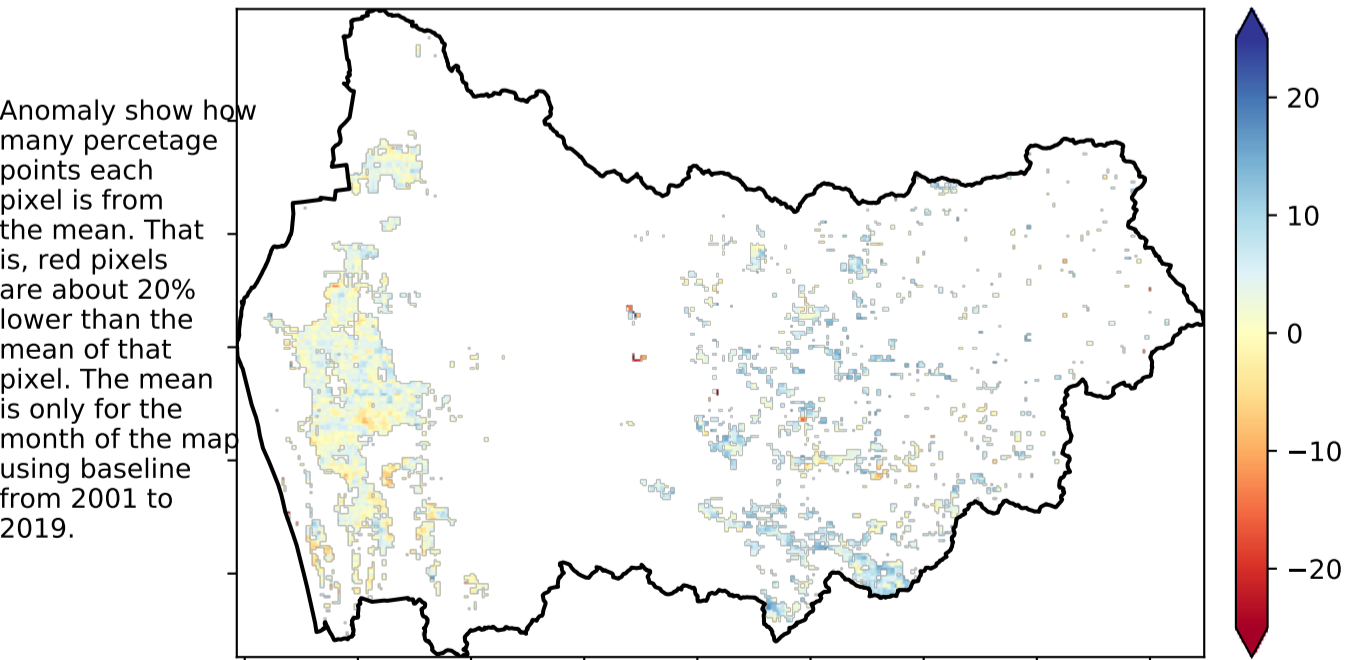 Anomaly show how
many percetage
points each
pixel is from
the mean. That
is, red pixels
are about 20%
lower than the
mean of that
pixel. The mean
is only for the
month of the map
using baseline
from 2001 to
2019.
20
10
0
−10
−20